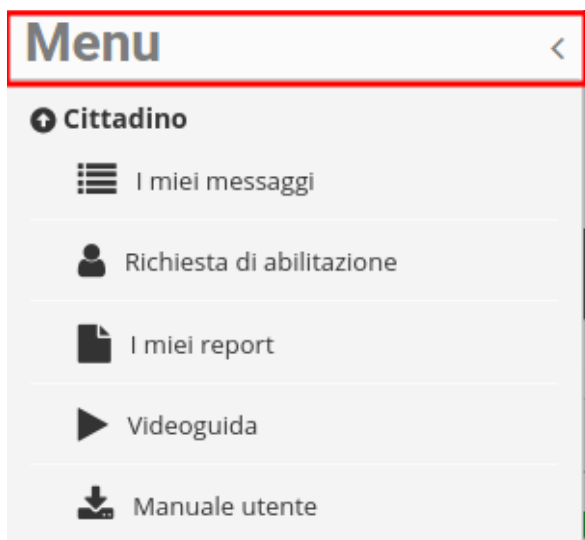 Menu
Cittadino
I miei messaggi
Richiesta di abilitazione
I miei report
Videoguida
Manuale utente